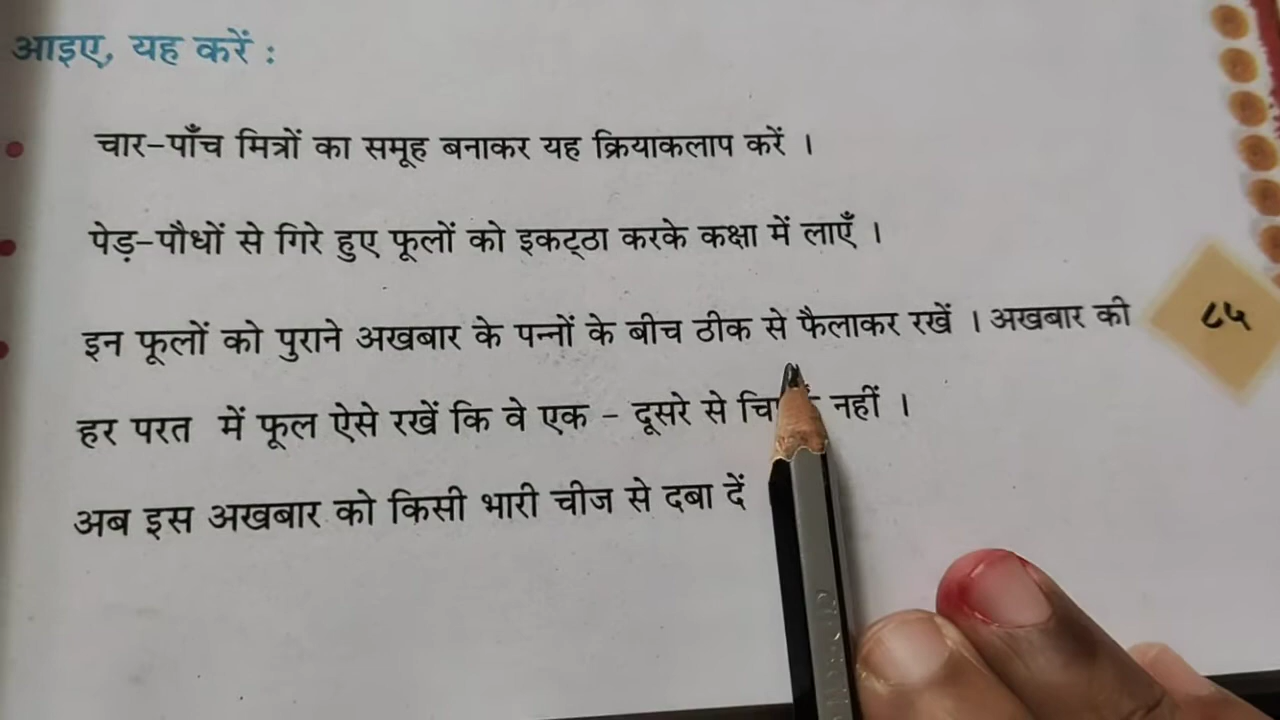 आइए, यह करें :
चार-पाँच मित्रों का समूह बनाकर यह क्रियाकलाप करें ।
पेड़-पौधों से गिरे हुए फूलों को इकट्ठा करके कक्षा में लाएँ ।
इन फूलों को पुराने अखबार के पन्नों के बीच ठीक से फैलाकर रखें । अखबार की
८५
हर परत में फूल ऐसे रखें कि वे एक - दूसरे से नहीं ।
अब इस अखबार को किसी भारी चीज से दबा दें